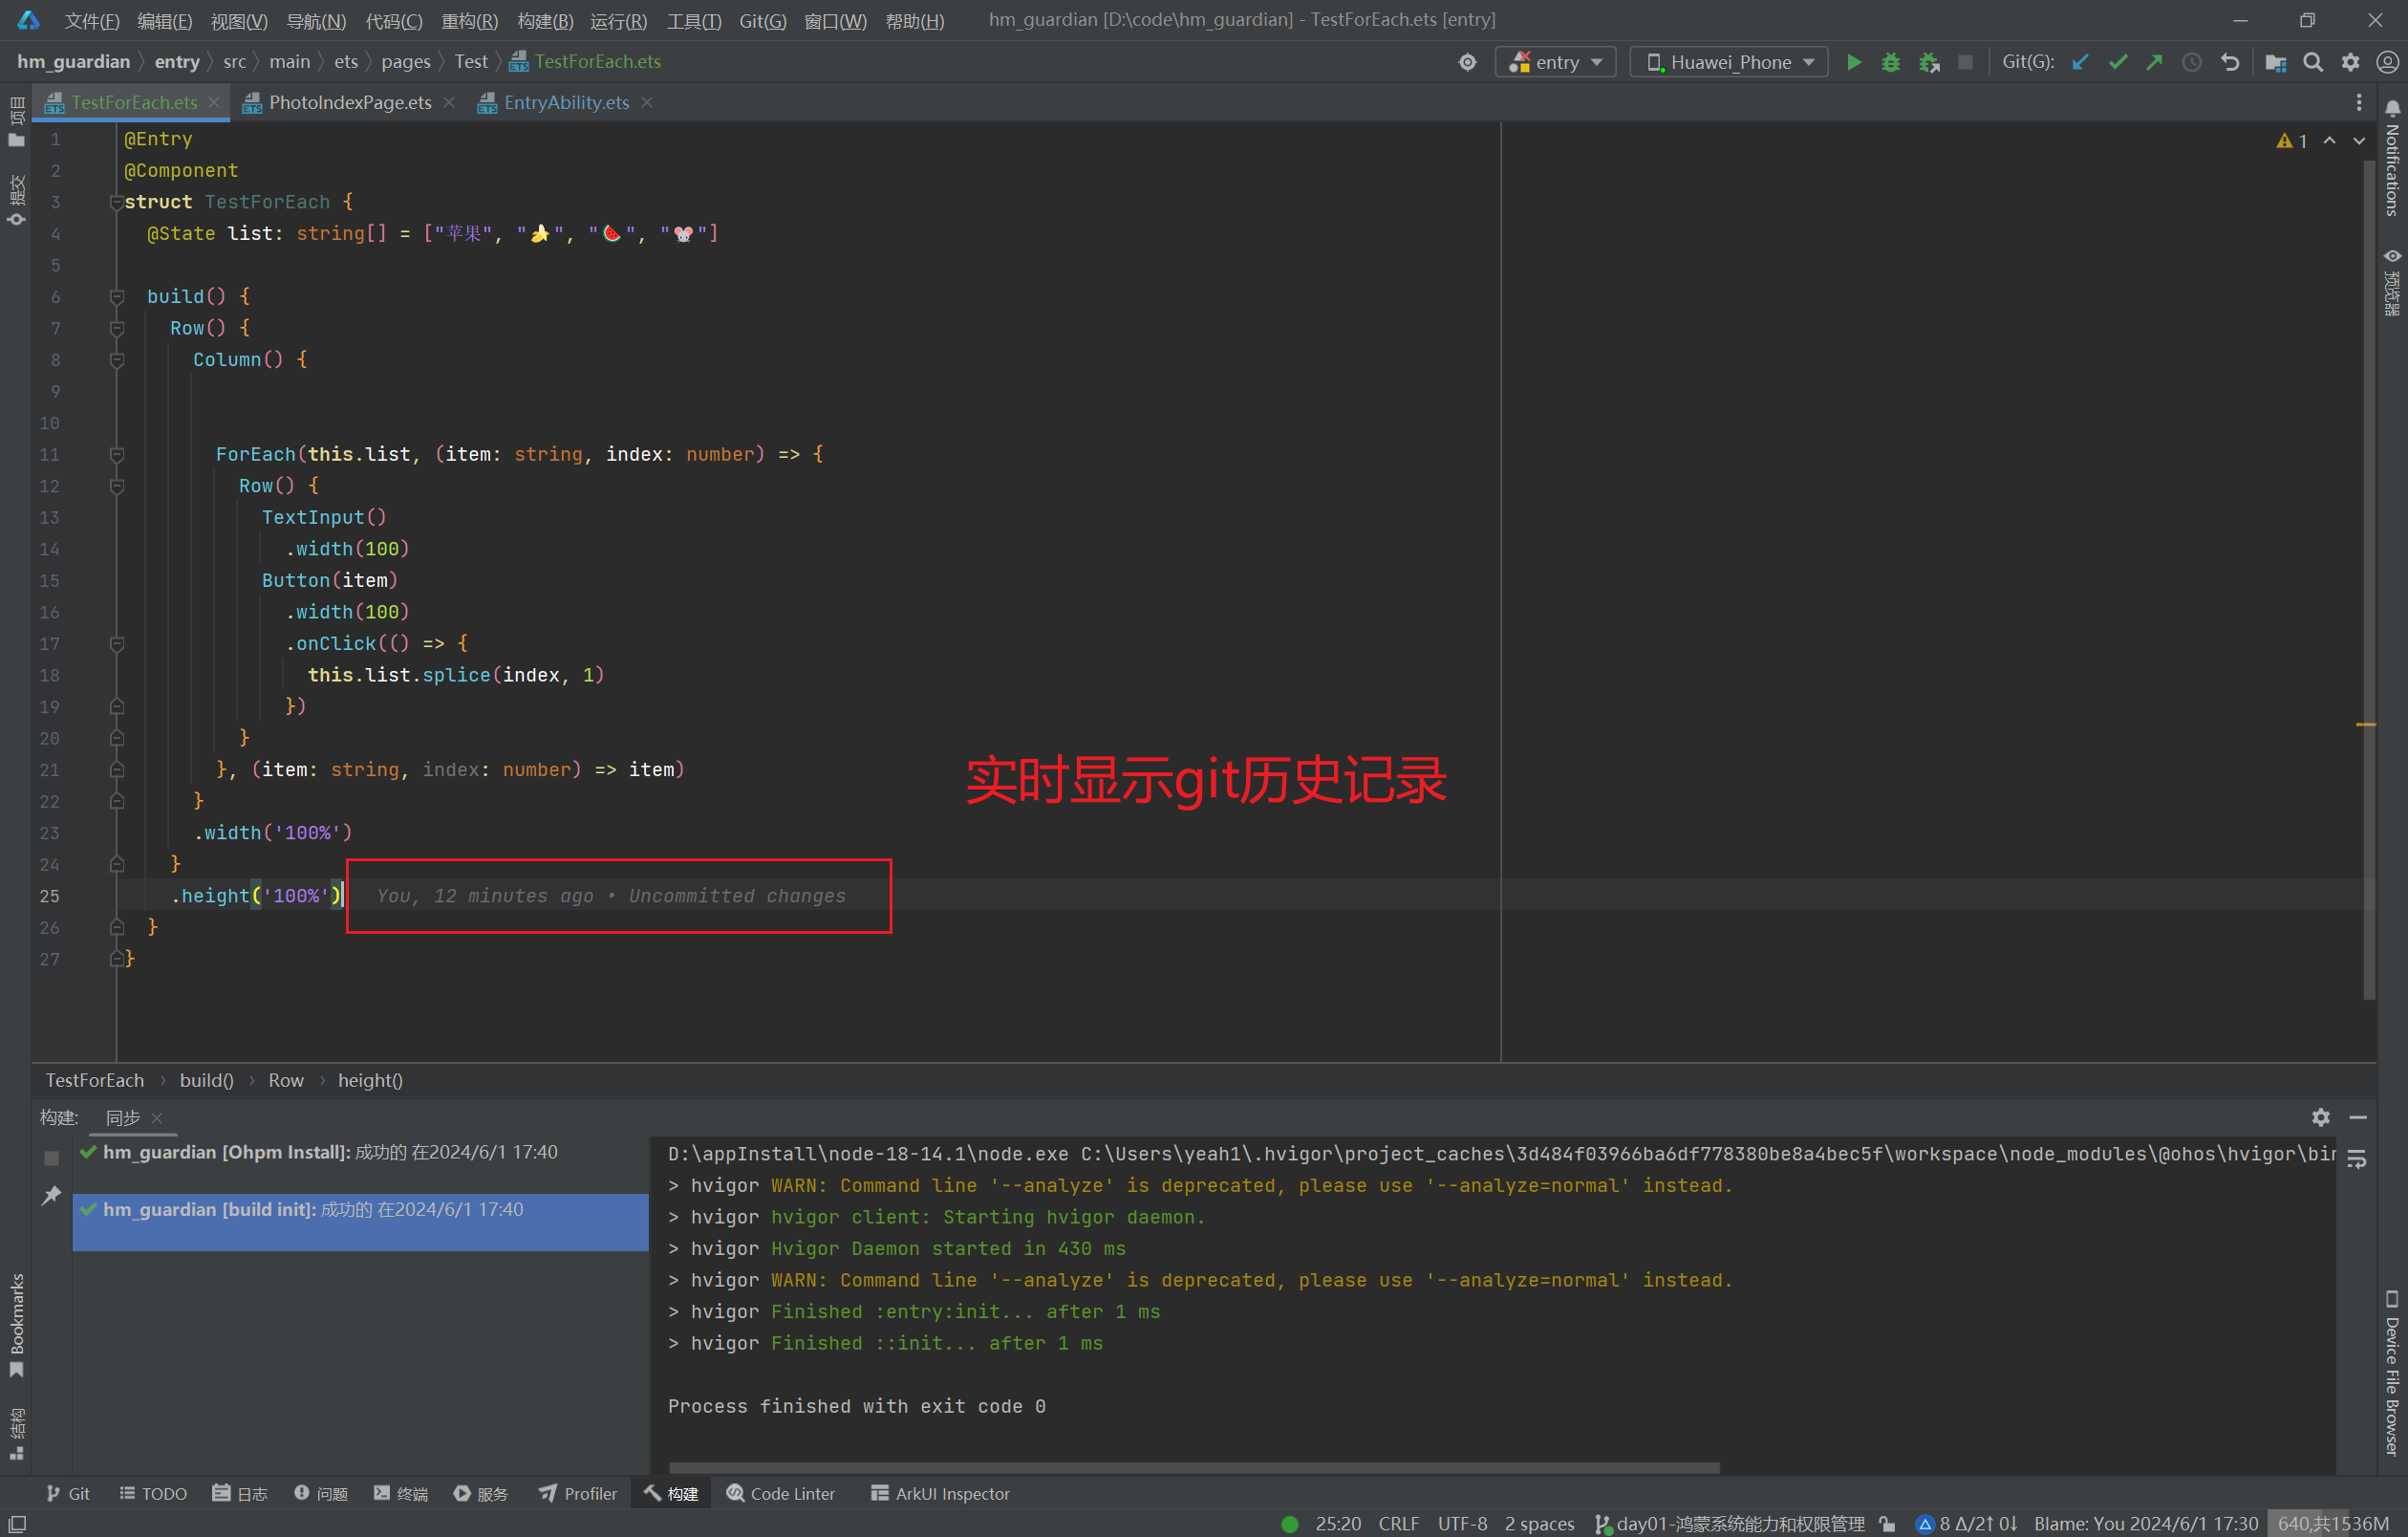 文件(F) 编辑(E) 视图(V) 导航(N) 代码(C) 重构(R) 构建(B) 运行(R) 工具(T) Git(G) 窗口(W) 帮助(H) hm_guardian [D:\code\hm_guardian] - TestForEach.ets [entry]
hm_guardian 〉 entry 〉 src 〉 main 〉 ets 〉 pages 〉 Test 〉 TestForEach.ets
entry Huawei_Phone Git(G):
TestForEach.ets PhotoIndexPage.ets EntryAbility.ets
项目
提交
Bookmarks
结构
Notifications
预览器
Device File Browser
1
1 @Entry
2 @Component
3 struct TestForEach {
4 @State list: string[] = ["苹果", "🍌", "🍉", "🐭"]
5
6 build() {
7 Row() {
8 Column() {
9
10
11 ForEach(this.list, (item: string, index: number) => {
12 Row() {
13 TextInput()
14 .width(100)
15 Button(item)
16 .width(100)
17 .onClick(() => {
18 this.list.splice(index, 1)
19 })
20 }
21 }, (item: string, index: number) => item)
22 }
23 .width('100%')
24 }
25 .height('100%') You, 12 minutes ago • Uncommitted changes
26 }
27 }
实时显示git历史记录
TestForEach › build() › Row › height()
构建: 同步
hm_guardian [Ohpm Install]: 成功的 在2024/6/1 17:40
hm_guardian [build init]: 成功的 在2024/6/1 17:40
D:\appInstall\node-18-14.1\node.exe C:\Users\yeah1\.hvigor\project_caches\3d484f03966ba6df778380be8a4bec5f\workspace\node_modules\@ohos\hvigor\bin
> hvigor WARN: Command line '--analyze' is deprecated, please use '--analyze=normal' instead.
> hvigor hvigor client: Starting hvigor daemon.
> hvigor Hvigor Daemon started in 430 ms
> hvigor WARN: Command line '--analyze' is deprecated, please use '--analyze=normal' instead.
> hvigor Finished :entry:init... after 1 ms
> hvigor Finished ::init... after 1 ms
Process finished with exit code 0
Git TODO 日志 问题 终端 服务 Profiler 构建 Code Linter ArkUI Inspector
25:20 CRLF UTF-8 2 spaces day01-鸿蒙系统能力和权限管理 8 Δ/2↑ 0↓ Blame: You 2024/6/1 17:30 640,共1536M